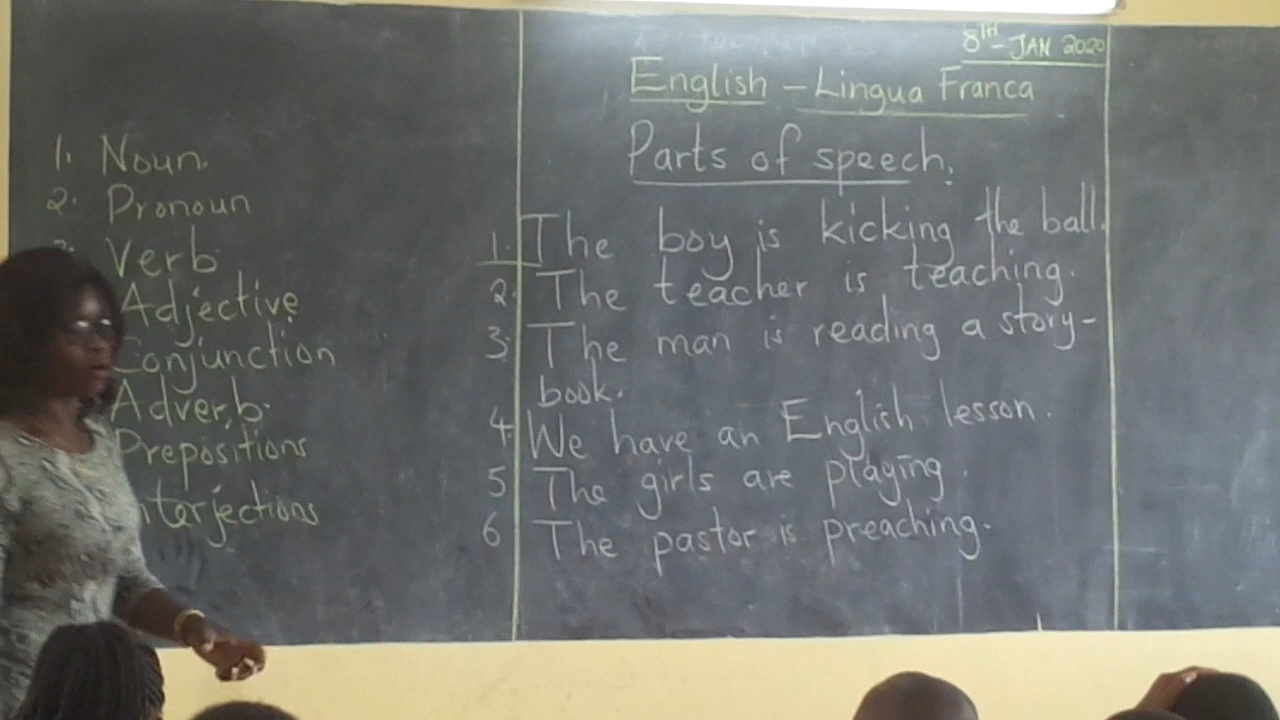 1. Noun.
2. Pronoun
Verb
Adjective
Conjunction
Adverb
Prepositions
nterjections
8TH - JAN 2020
English - Lingua Franca
Parts of speech.
1. The boy is kicking the ball.
2. The teacher is teaching.
3. The man is reading a story-
book.
4. We have an English lesson.
5 The girls are playing.
6 The pastor is preaching.